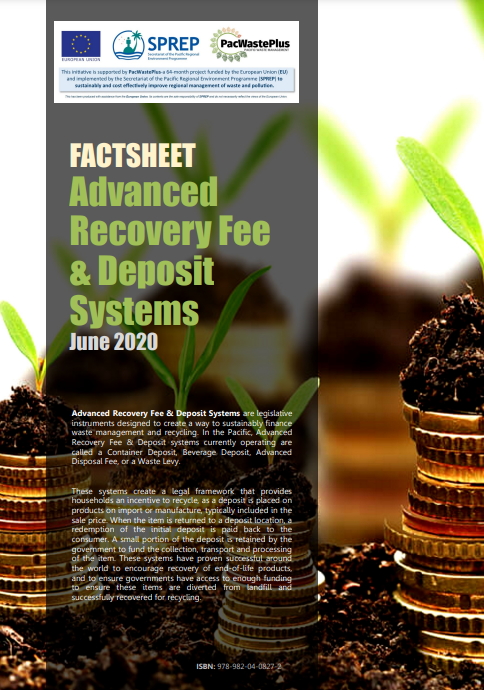 EUROPEAN UNION
SPREP
Secretariat of the Pacific Regional
Environment Programme
PacWastePlus
PACIFIC WASTE MANAGEMENT
This initiative is supported by PacWastePlus-a 64-month project funded by the European Union (EU)
and implemented by the Secretariat of the Pacific Regional Environment Programme (SPREP) to
sustainably and cost effectively improve regional management of waste and pollution.
This has been produced with assistance from the European Union. Its contents are the sole responsibility of SPREP and do not necessarily reflect the views of the European Union.
FACTSHEET
Advanced
Recovery Fee
& Deposit
Systems
June 2020
Advanced Recovery Fee & Deposit Systems are legislative
instruments designed to create a way to sustainably finance
waste management and recycling. In the Pacific, Advanced
Recovery Fee & Deposit systems currently operating are
called a Container Deposit, Beverage Deposit, Advanced
Disposal Fee, or a Waste Levy.
These systems create a legal framework that provides
households an incentive to recycle, as a deposit is placed on
products on import or manufacture, typically included in the
sale price. When the item is returned to a deposit location, a
redemption of the initial deposit is paid back to the
consumer. A small portion of the deposit is retained by the
government to fund the collection, transport and processing
of the item. These systems have proven successful around
the world to encourage recovery of end-of-life products,
and to ensure governments have access to enough funding
to ensure these items are diverted from landfill and
successfully recovered for recycling.
ISBN: 978-982-04-0827-2